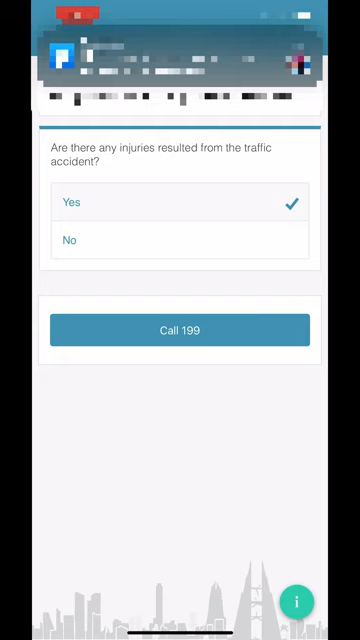 Are there any injuries resulted from the traffic
accident?
Yes
No
Call 199
i